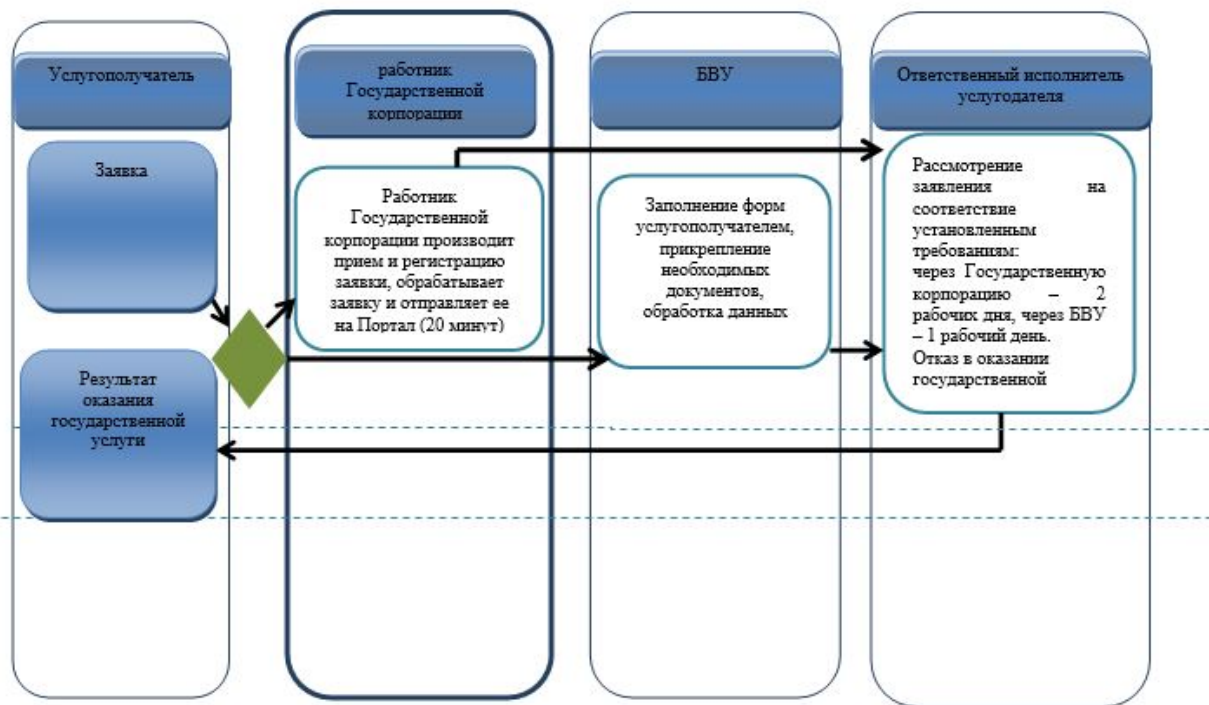 Услугополучатель
работник
Государственной
корпорации
БВУ
Ответственный исполнитель
услугодателя
Заявка
Работник
Государственной
корпорации производит
прием и регистрацию
заявки, обрабатывает
заявку и отправляет ее
на Портал (20 минут)
Заполнение форм
услугополучателем,
прикрепление
необходимых
документов,
обработка данных
Рассмотрение
заявления на
соответствие
установленным
требованиям:
через Государственную
корпорацию – 2
рабочих дня, через БВУ
– 1 рабочий день.
Отказ в оказании
государственной
Результат
оказания
государственной
услуги